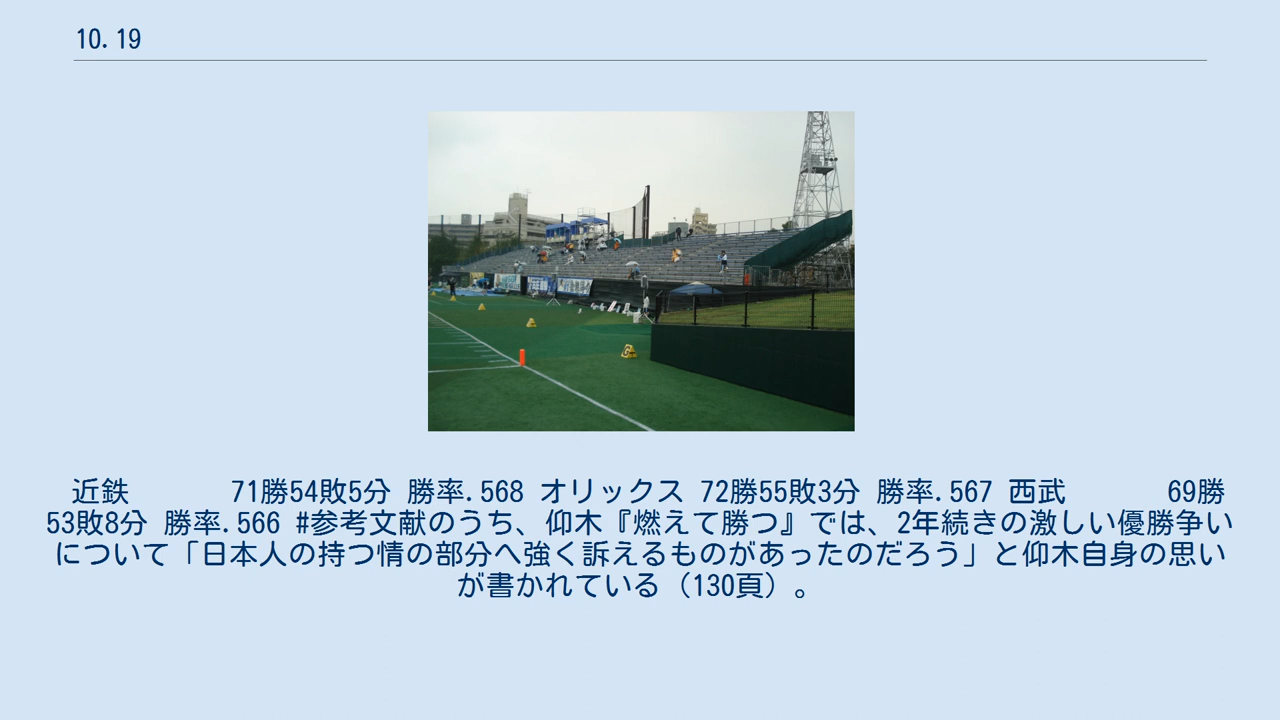 10.19
近鉄　　　 71勝54敗5分 勝率.568 オリックス 72勝55敗3分 勝率.567 西武　　　 69勝
53敗8分 勝率.566 #参考文献のうち、仰木『燃えて勝つ』では、2年続きの激しい優勝争い
について「日本人の持つ情の部分へ強く訴えるものがあったのだろう」と仰木自身の思い
が書かれている（130頁）。